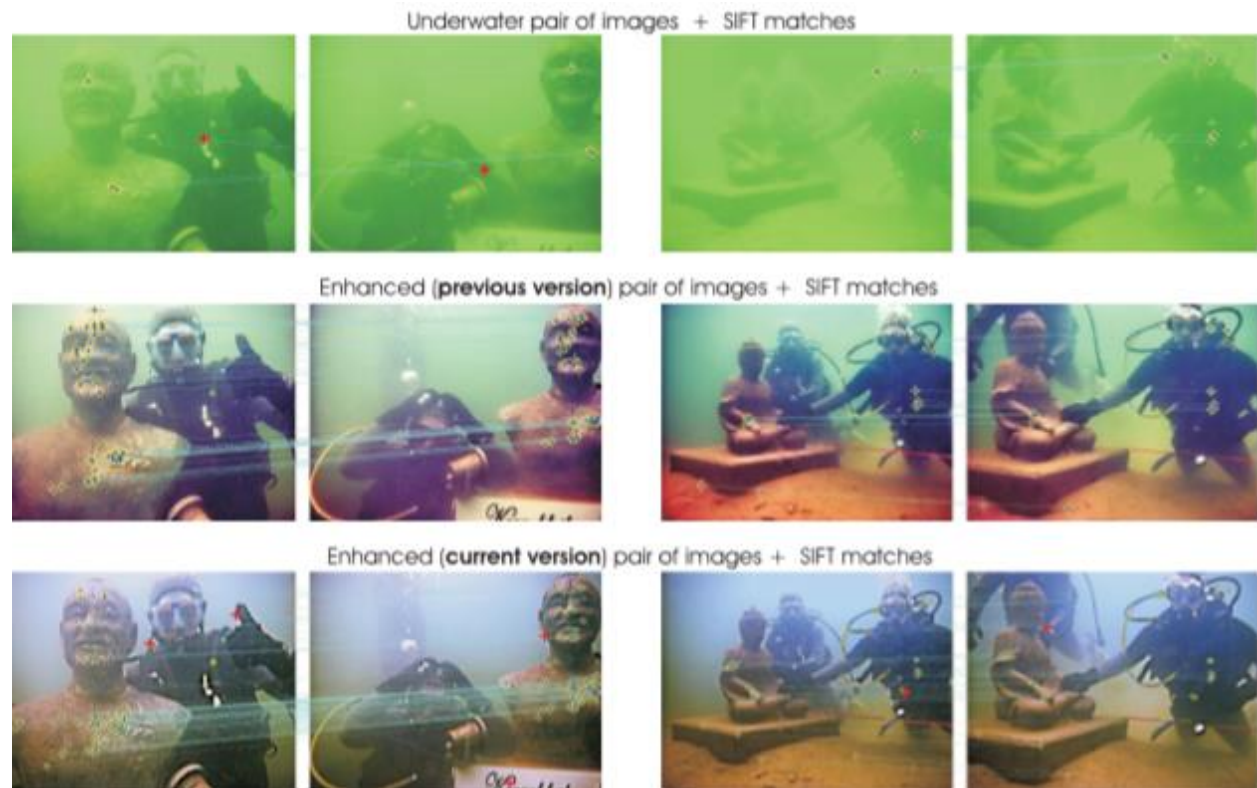 Underwater pair of images + SIFT matches
Enhanced (previous version) pair of images + SIFT matches
Enhanced (current version) pair of images + SIFT matches